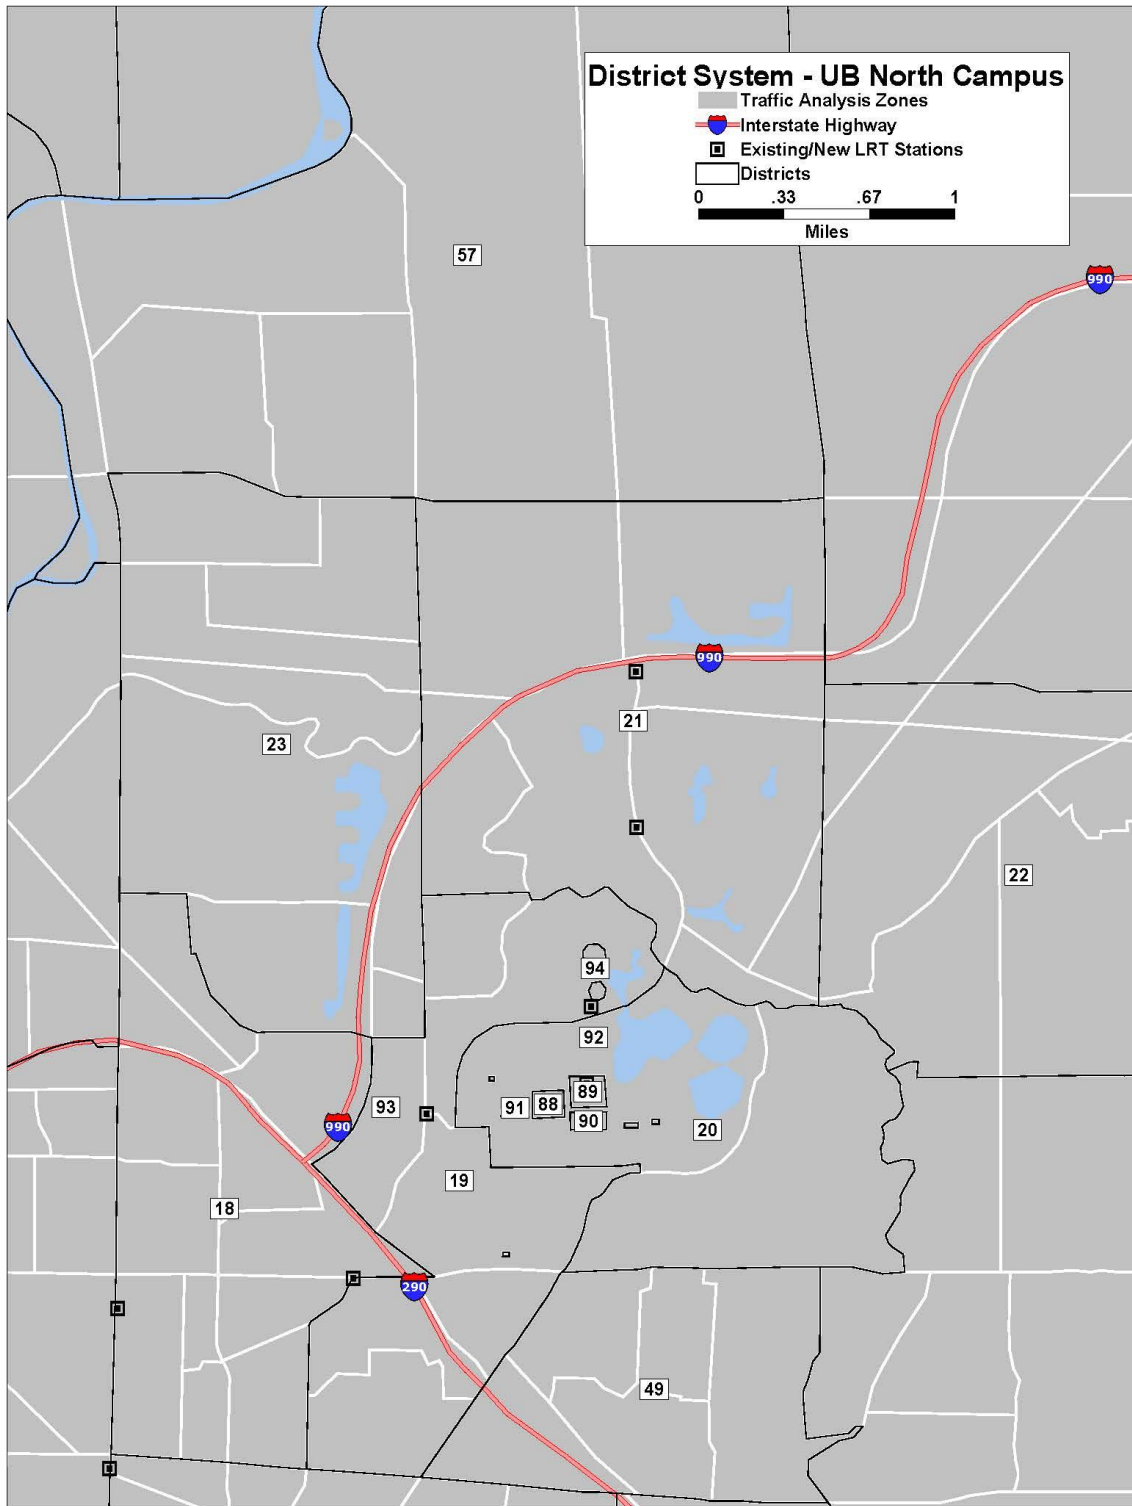 District System - UB North Campus
Traffic Analysis Zones
Interstate Highway
Existing/New LRT Stations
Districts
0 .33 .67 1
Miles
57
990
990
21
23
22
94
92
89
88
91
90
93
990
20
19
18
290
49